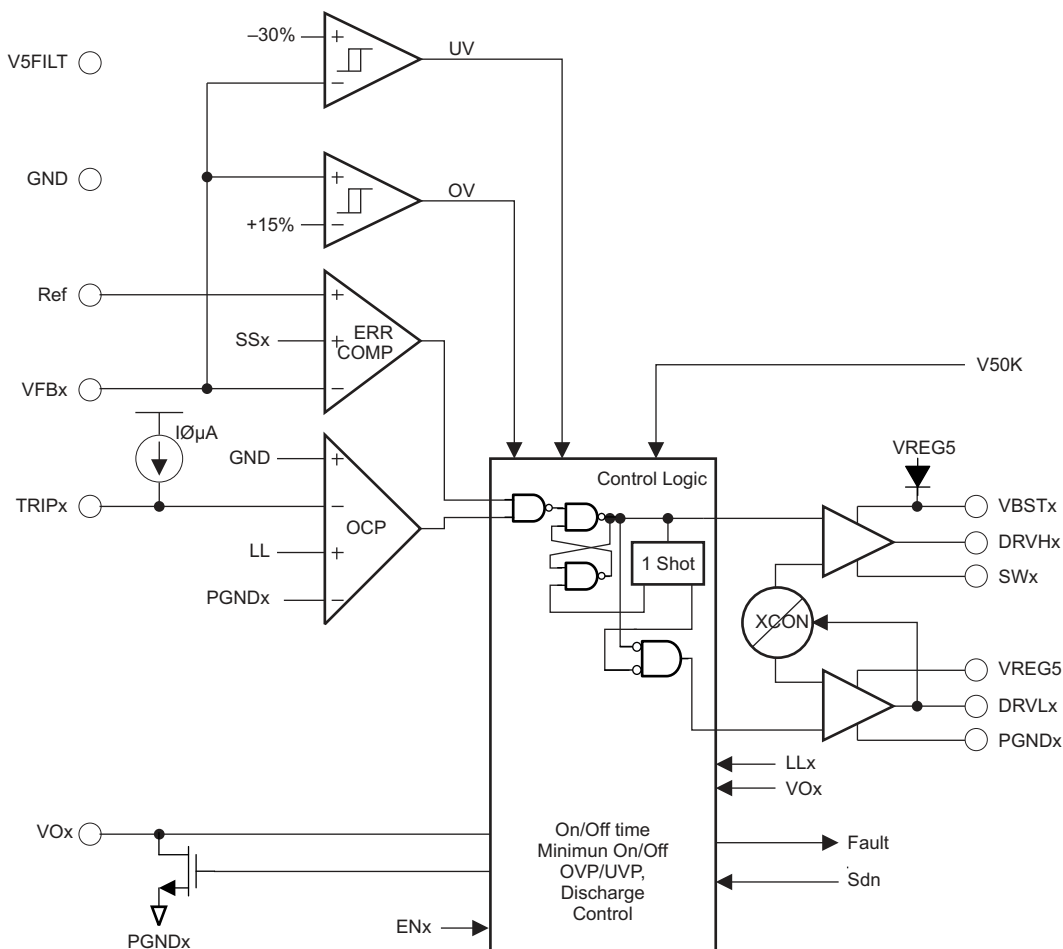 –30%
+
–
UV
V5FILT
GND
+
+15%
–
OV
Ref
+
SSx
+
ERR
COMP
VFBx
–
V50K
IØµA
GND
+
TRIPx
–
OCP
LL
+
PGNDx
–
Control Logic
1 Shot
VREG5
VBSTx
DRVHx
SWx
XCON
VREG5
DRVLx
PGNDx
LLx
VOx
VOx
On/Off time
Minimun On/Off
OVP/UVP,
Discharge
Control
Fault
Sdn
ENx
PGNDx